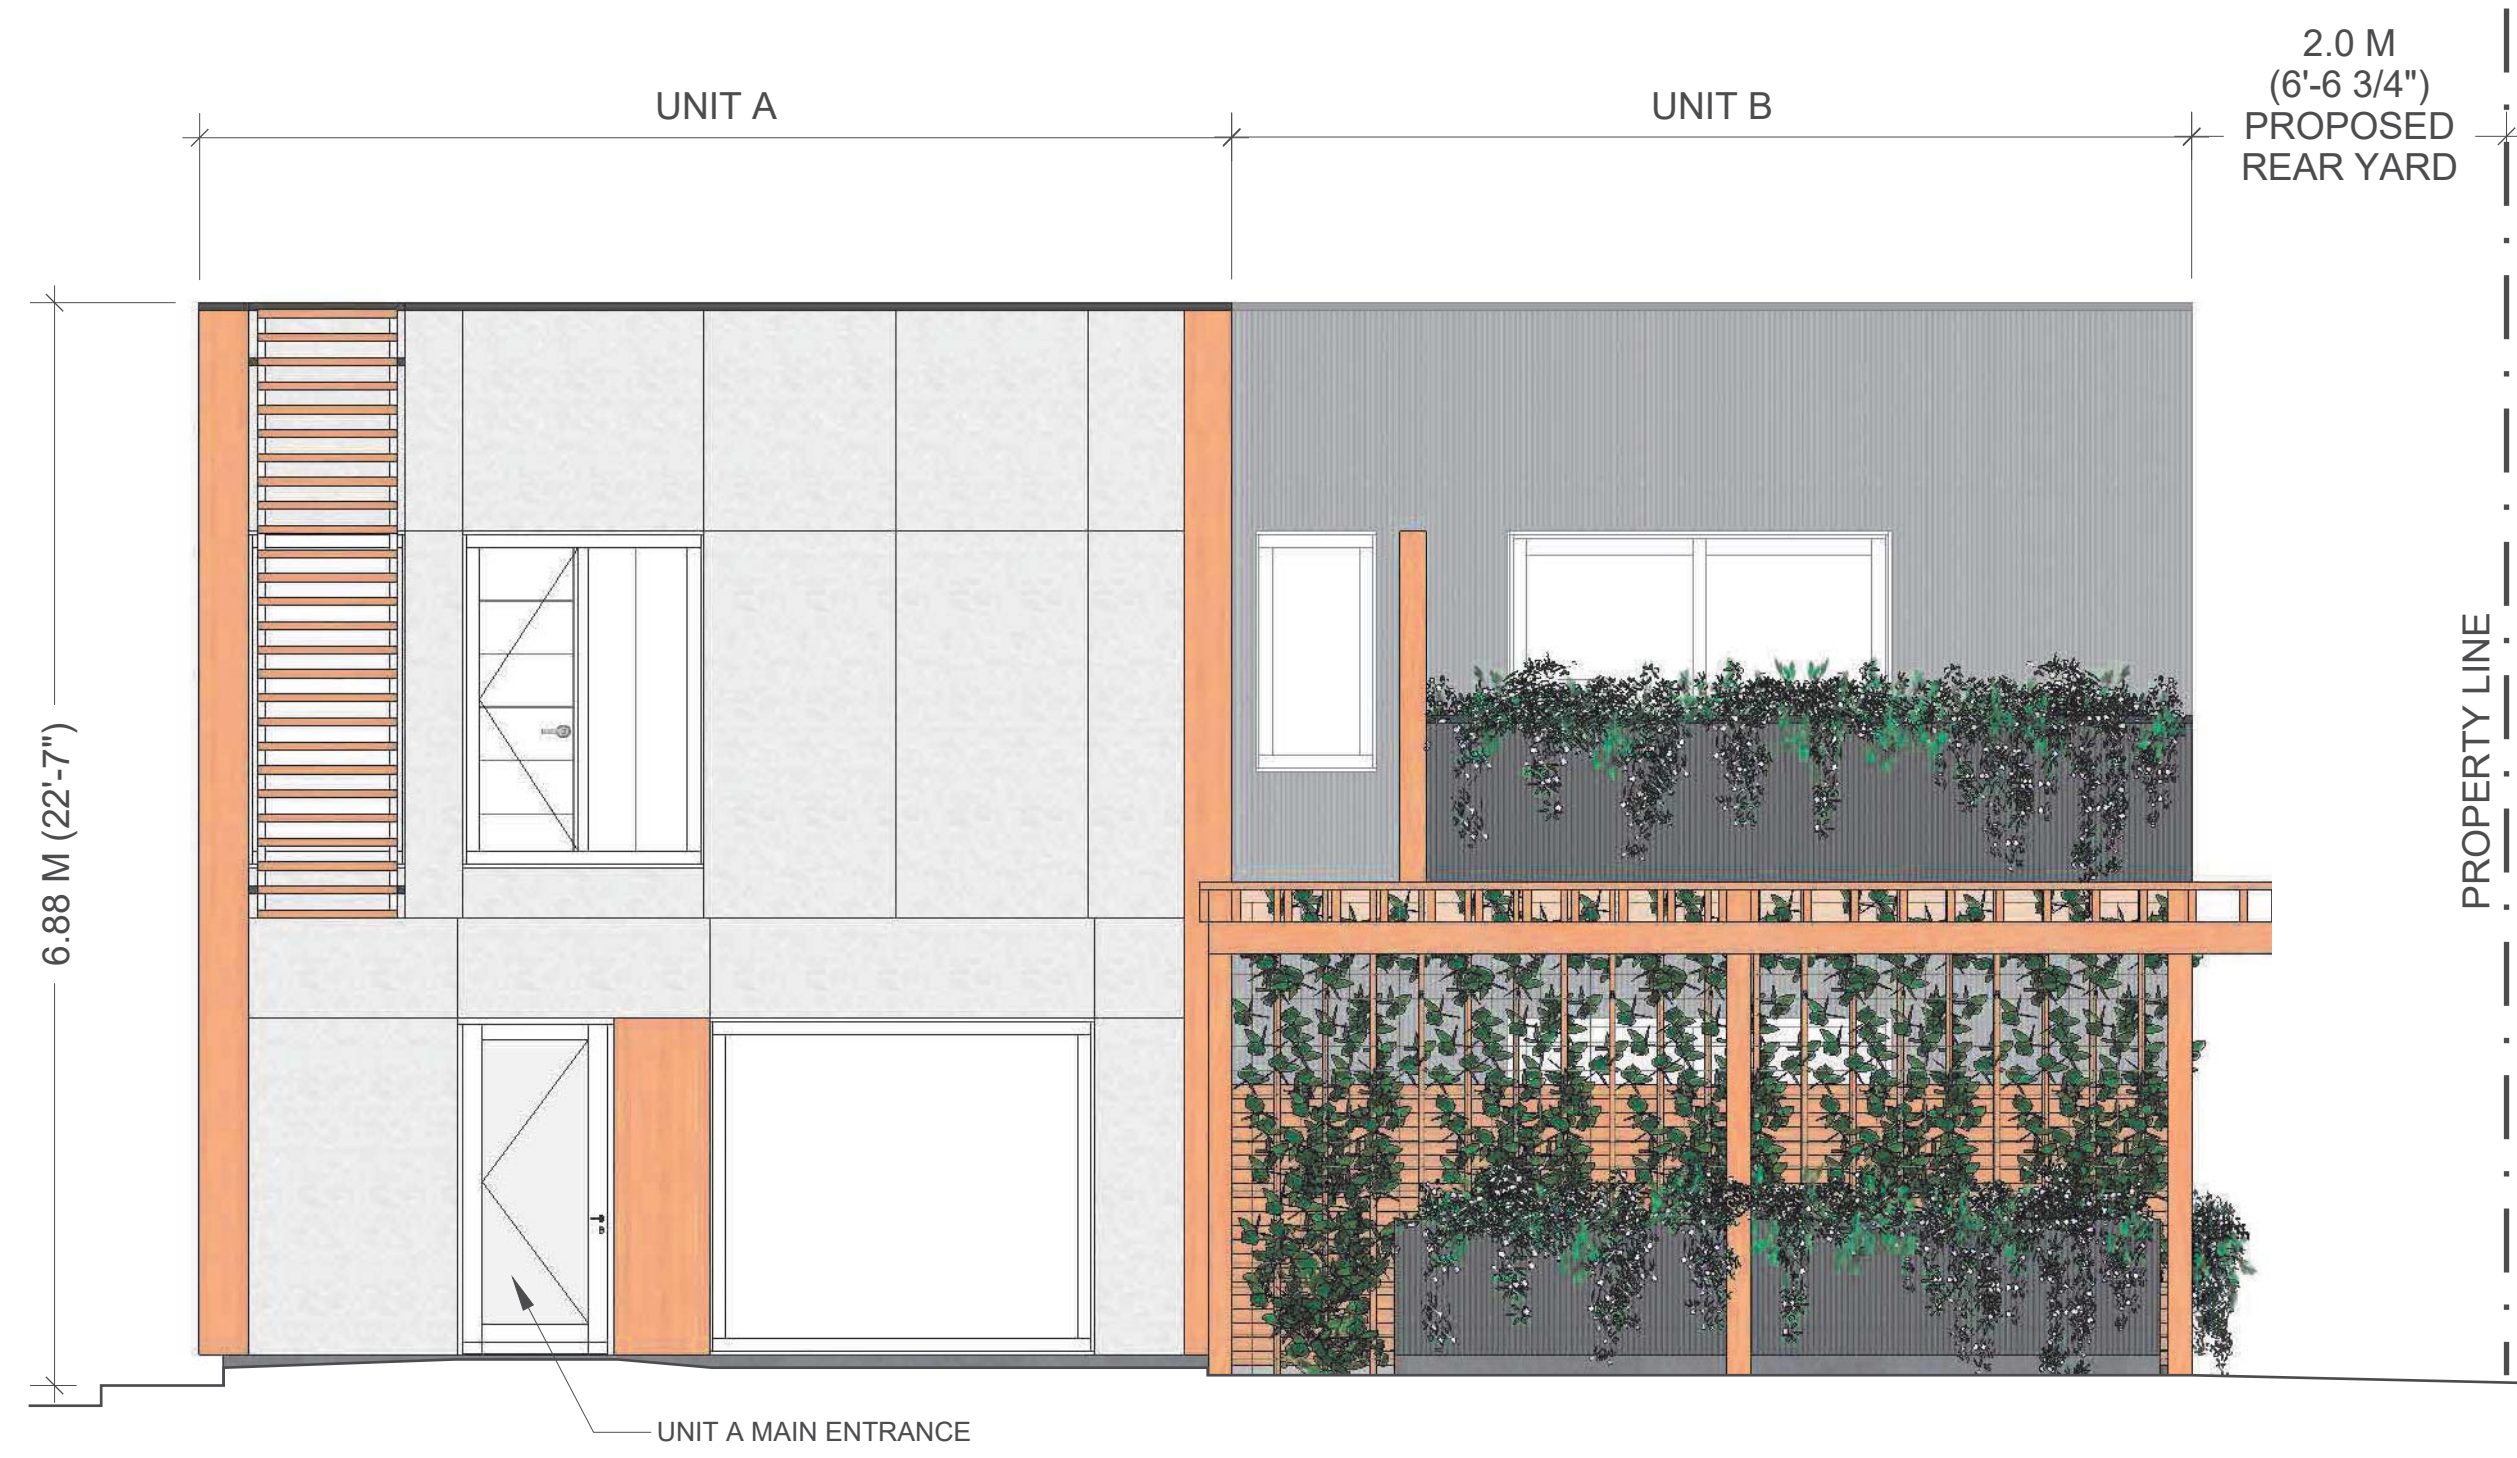 2.0 M
(6'-6 3/4")
PROPOSED
REAR YARD
UNIT A
UNIT B
PROPERTY LINE
6.88 M (22'-7")
UNIT A MAIN ENTRANCE